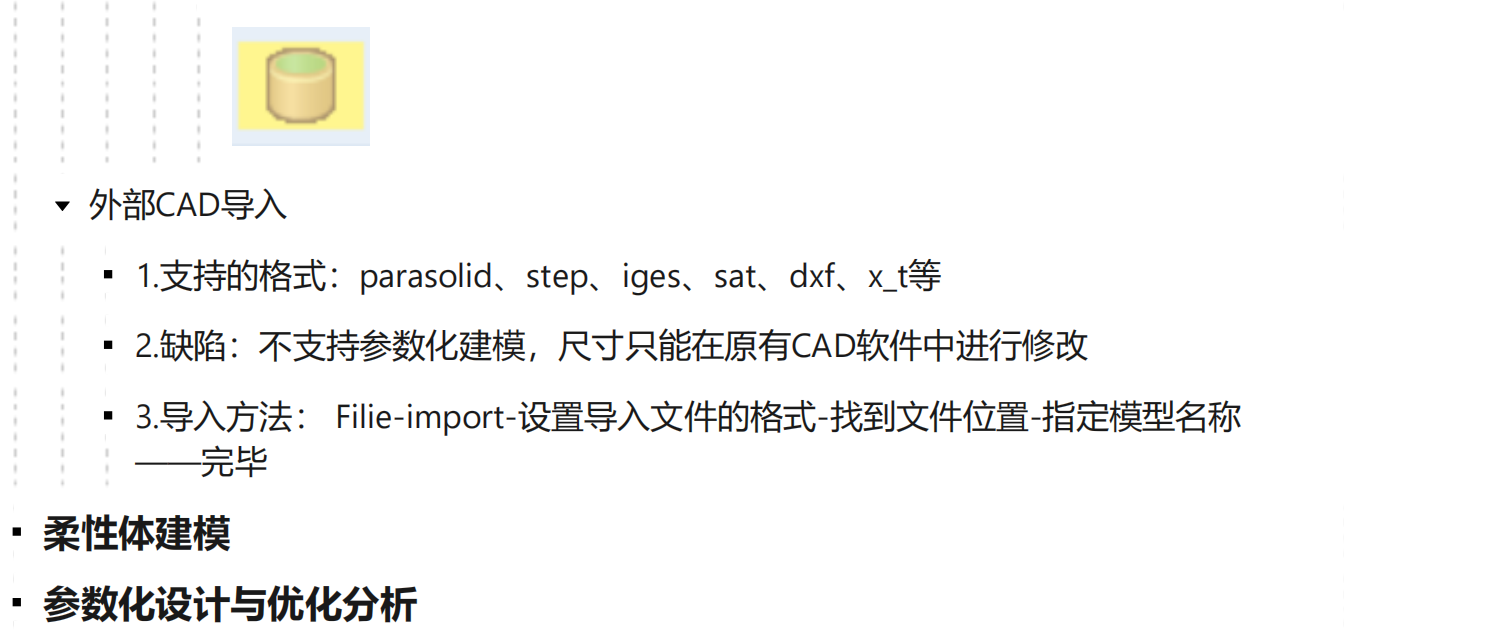 外部CAD导入
1.支持的格式：parasolid、step、iges、sat、dxf、x_t等
2.缺陷：不支持参数化建模，尺寸只能在原有CAD软件中进行修改
3.导入方法： Filie-import-设置导入文件的格式-找到文件位置-指定模型名称
——完毕
柔性体建模
参数化设计与优化分析